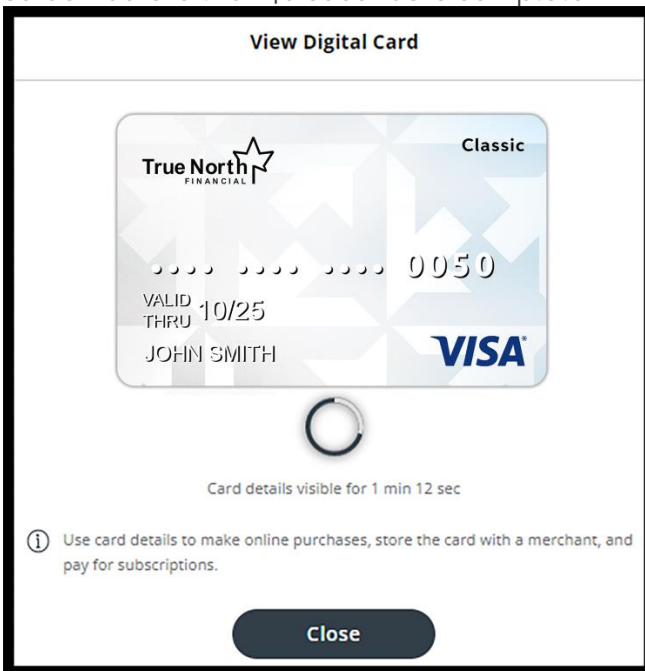 View Digital Card
Classic
True North
FINANCIAL
.... .... .... 0050
VALID
THRU 10/25
JOHN SMITH
VISA
Card details visible for 1 min 12 sec
Use card details to make online purchases, store the card with a merchant, and
pay for subscriptions.
Close